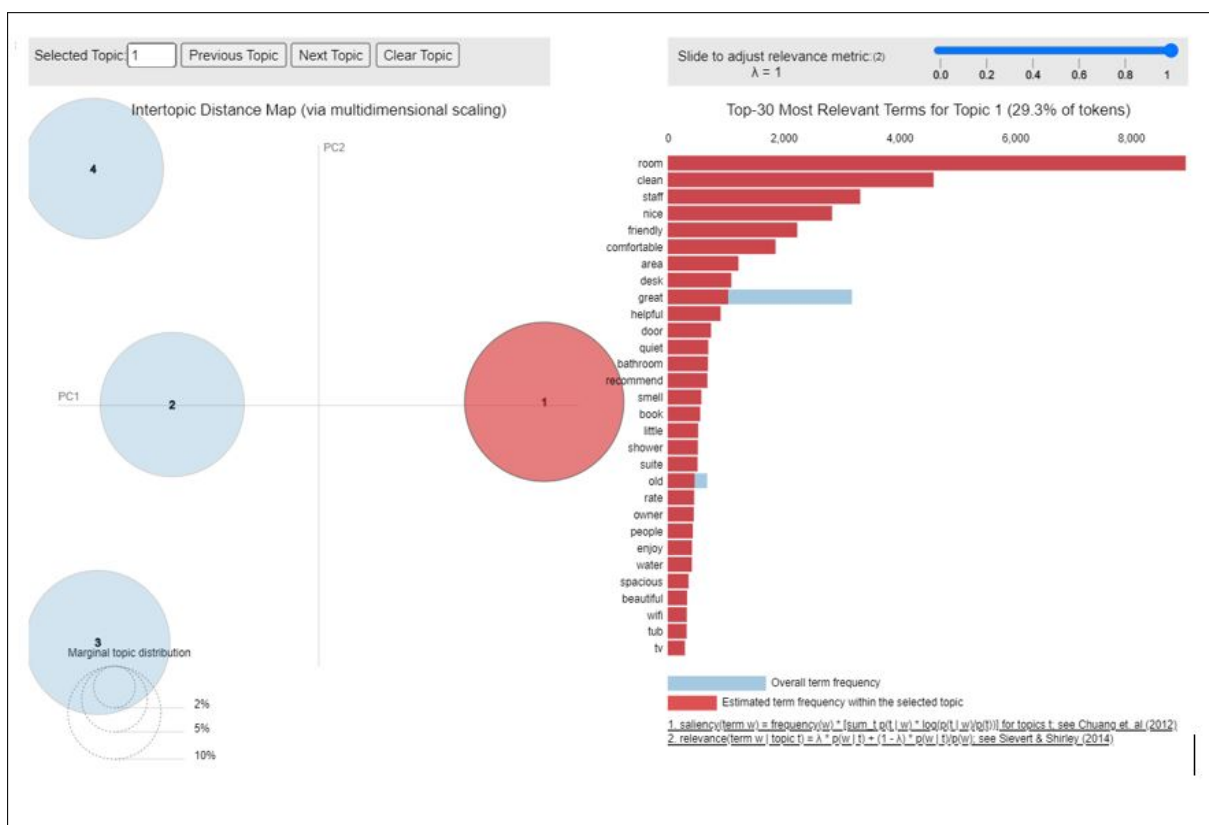 Selected Topic: 1 Previous Topic Next Topic Clear Topic
Slide to adjust relevance metric:(2)
λ = 1
0.0 0.2 0.4 0.6 0.8 1
Intertopic Distance Map (via multidimensional scaling)
PC2
4
PC1
2
1
3
Marginal topic distribution
2%
5%
10%
Top-30 Most Relevant Terms for Topic 1 (29.3% of tokens)
0 2,000 4,000 6,000 8,000
room
clean
staff
nice
friendly
comfortable
area
desk
great
helpful
door
quiet
bathroom
recommend
smell
book
little
shower
suite
old
rate
owner
people
enjoy
water
spacious
beautiful
wifi
tub
tv
Overall term frequency
Estimated term frequency within the selected topic
1. saliency(term w) = frequency(w) * [sum_t p(t | w) * log(p(t | w)/p(t))] for topics t; see Chuang et. al (2012)
2. relevance(term w | topic t) = λ * p(w | t) + (1 - λ) * p(w | t)/p(w); see Sievert & Shirley (2014)